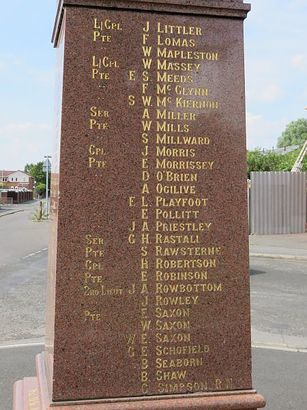 L/Cpl J LITTLER
Pte F LOMAS
W MAPLESTON
L/Cpl W MASSEY
Pte E S MEEDS
F McGLYNN
S W McKIERNON
Ser A MILLER
Pte W MILLS
S MILLWARD
Cpl J MORRIS
Pte E MORRISSEY
D O'BRIEN
A OGILIVE
E L PLAYFOOT
E POLLITT
J A PRIESTLEY
Ser G H RASTALL
Pte S RAWSTERNE
Cpl H ROBERTSON
Pte E ROBINSON
2nd Lieut J A ROWBOTTOM
J ROWLEY
Pte E SAXON
W SAXON
W E SAXON
G E SCHOFIELD
B SEABORN
B SHAW
C SIMPSON. R.N.